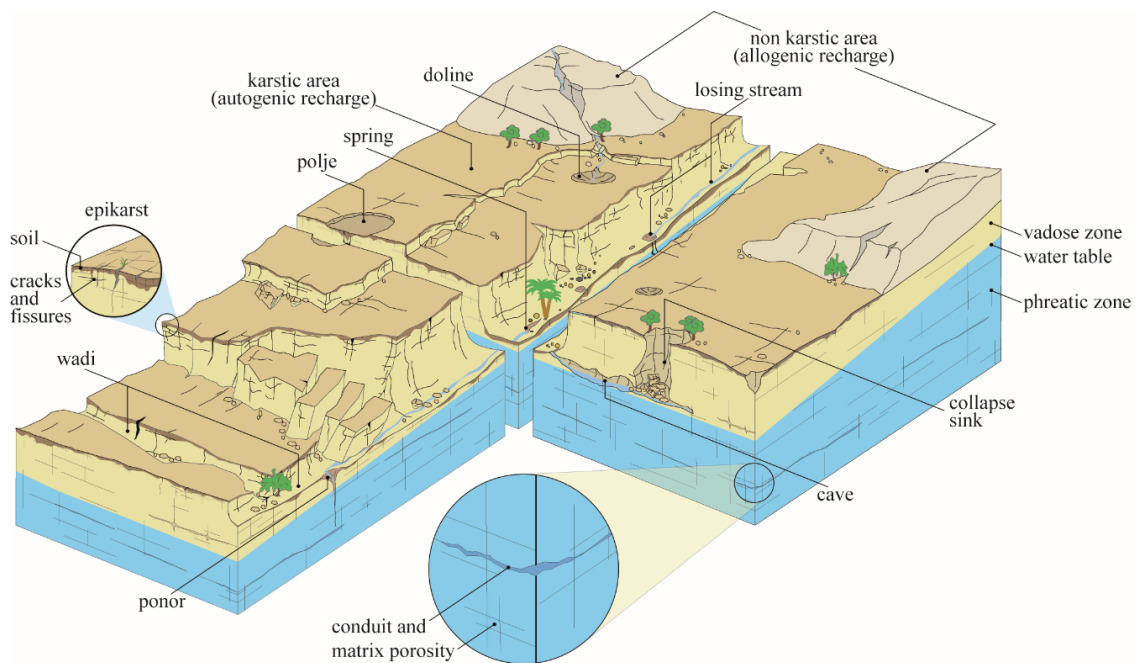 non karstic area
(allogenic recharge)
doline
karstic area
(autogenic recharge)
losing stream
spring
polje
epikarst
soil
cracks and
fissures
vadose zone
water table
phreatic zone
wadi
collapse
sink
cave
ponor
conduit and
matrix porosity